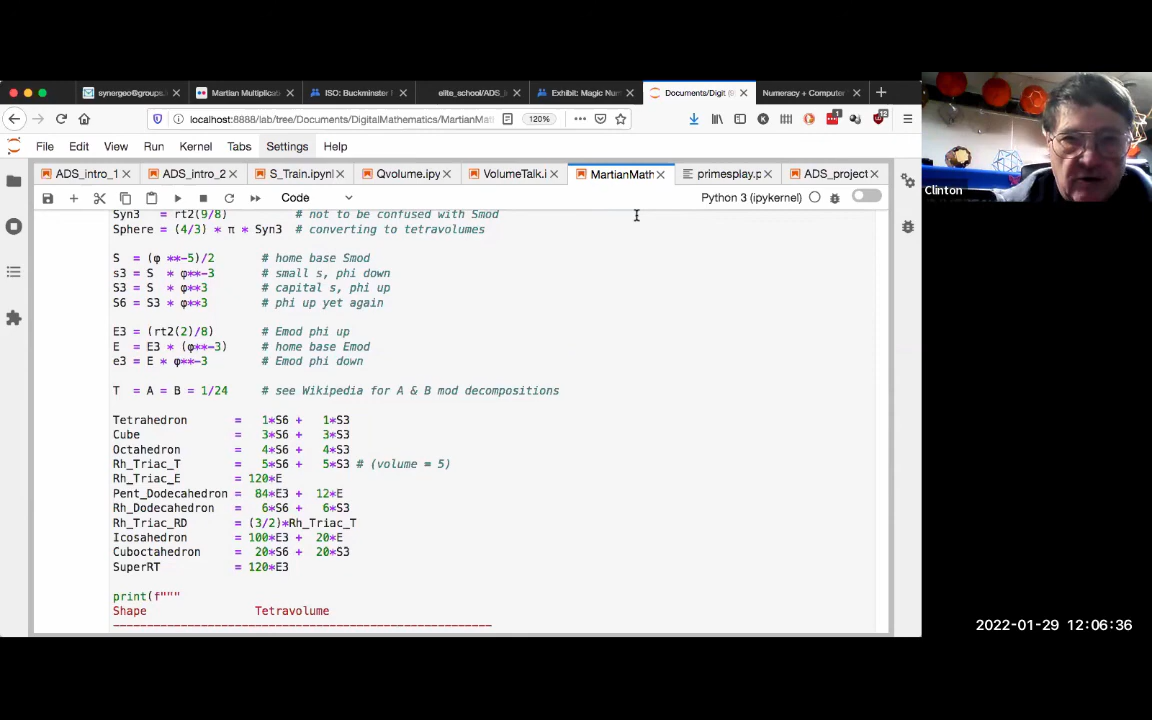 synergeo@groups.
Martian Multiplicati
ISO: Buckminster
elite_school/ADS_i
Exhibit: Magic Num
Documents/Digit
Numeracy + Computer
localhost:8888/lab/tree/Documents/DigitalMathematics/MartianMat
120%
File Edit View Run Kernel Tabs Settings Help
ADS_intro_1
ADS_intro_2
S_Train.ipynl
Qvolume.ipy
VolumeTalk.i
MartianMath
primesplay.p
ADS_project
Code
Python 3 (ipykernel)
Clinton
Syn3 = rt2(9/8) # not to be confused with Smod
Sphere = (4/3) * π * Syn3 # converting to tetravolumes
S = (φ **-5)/2 # home base Smod
s3 = S * φ**-3 # small s, phi down
S3 = S * φ**3 # capital s, phi up
S6 = S3 * φ**3 # phi up yet again
E3 = (rt2(2)/8) # Emod phi up
E = E3 * (φ**-3) # home base Emod
e3 = E * φ**-3 # Emod phi down
T = A = B = 1/24 # see Wikipedia for A & B mod decompositions
Tetrahedron = 1*S6 + 1*S3
Cube = 3*S6 + 3*S3
Octahedron = 4*S6 + 4*S3
Rh_Triac_T = 5*S6 + 5*S3 # (volume = 5)
Rh_Triac_E = 120*E
Pent_Dodecahedron = 84*E3 + 12*E
Rh_Dodecahedron = 6*S6 + 6*S3
Rh_Triac_RD = (3/2)*Rh_Triac_T
Icosahedron = 100*E3 + 20*E
Cuboctahedron = 20*S6 + 20*S3
SuperRT = 120*E3
print(f"""
Shape Tetravolume
2022-01-29 12:06:36